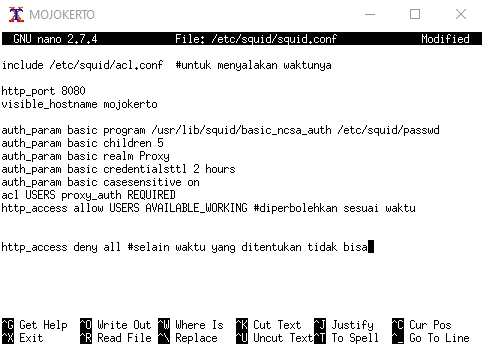 MOJOKERTO
GNU nano 2.7.4 File: /etc/squid/squid.conf Modified
include /etc/squid/acl.conf  #untuk menyalakan waktunya
http_port 8080
visible_hostname mojokerto
auth_param basic program /usr/lib/squid/basic_ncsa_auth /etc/squid/passwd
auth_param basic children 5
auth_param basic realm Proxy
auth_param basic credentialsttl 2 hours
auth_param basic casesensitive on
acl USERS proxy_auth REQUIRED
http_access allow USERS AVAILABLE_WORKING #diperbolehkan sesuai waktu
http_access deny all #selain waktu yang ditentukan tidak bisa
^G Get Help ^O Write Out ^W Where Is ^K Cut Text ^J Justify ^C Cur Pos
^X Exit ^R Read File ^\ Replace ^U Uncut Text ^T To Spell ^_ Go To Line